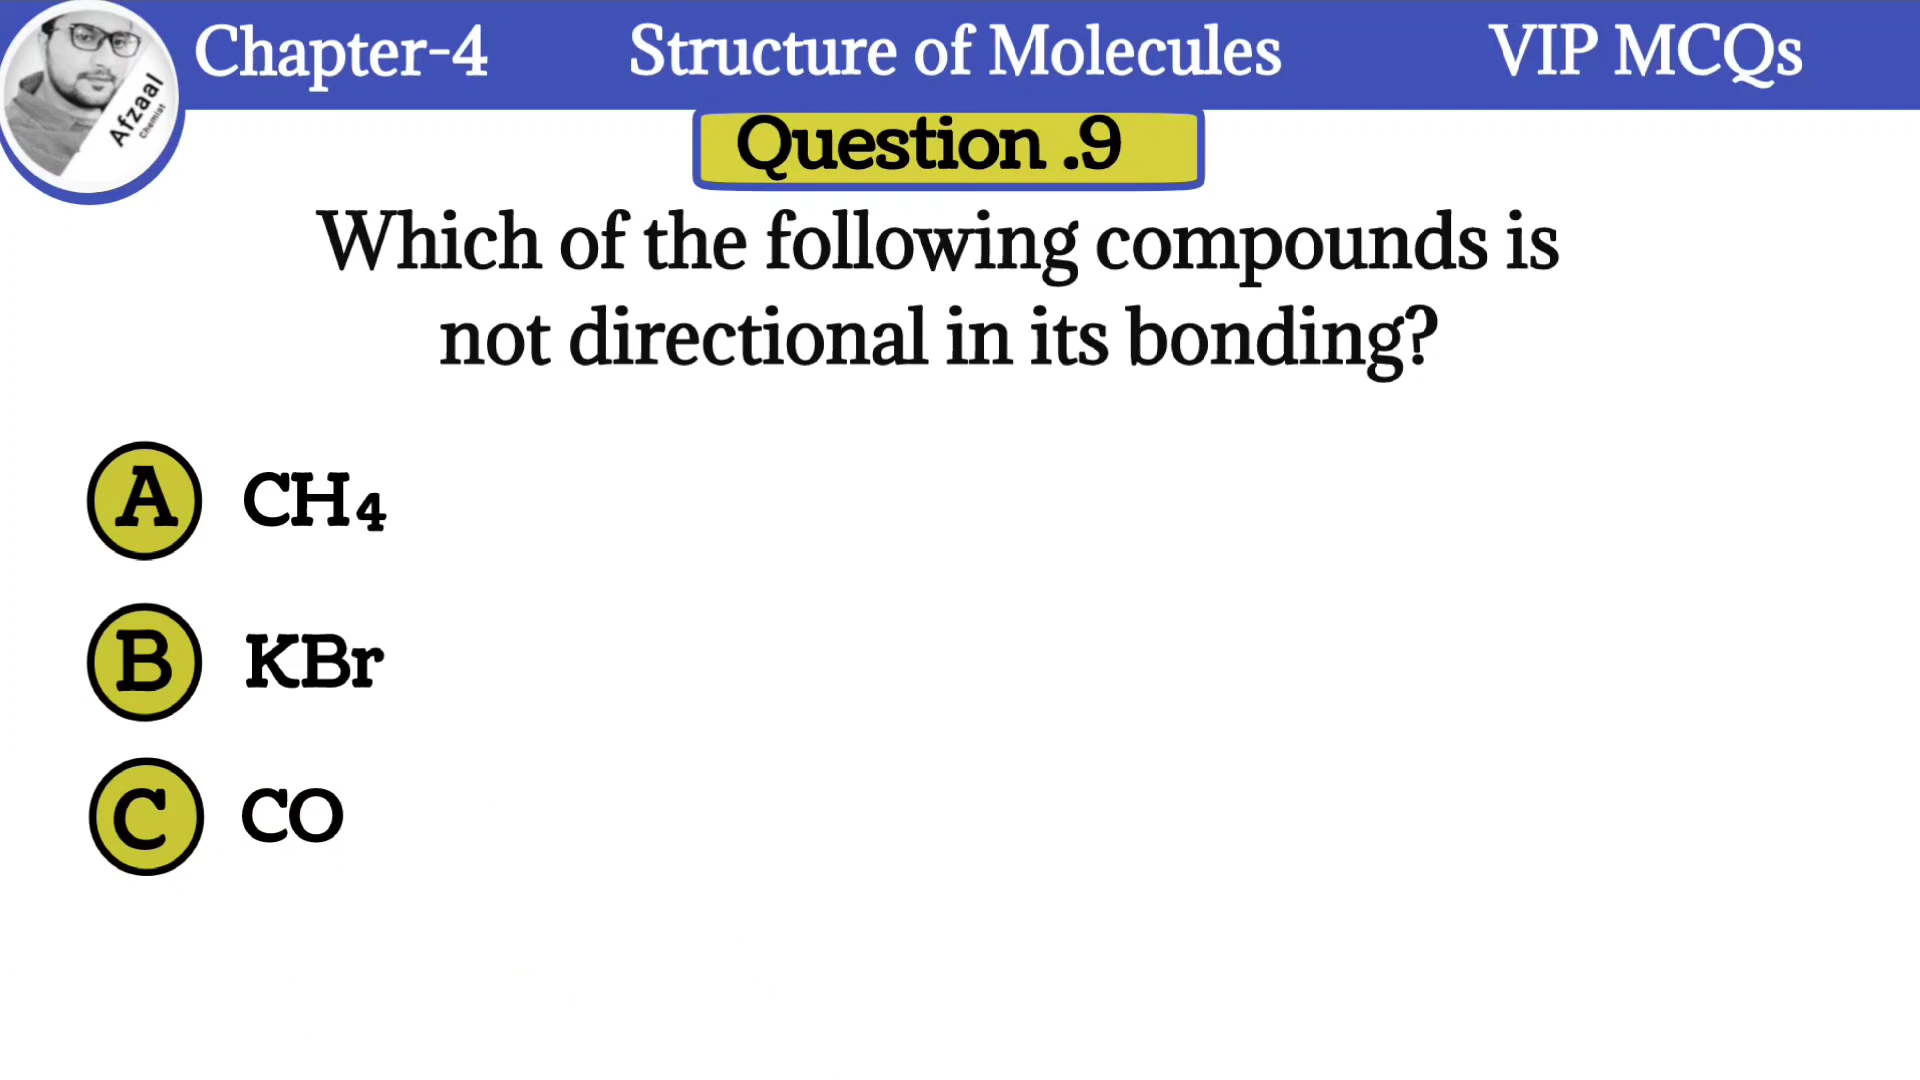 Chapter-4 Structure of Molecules VIP MCQs
Afzaal
Chemist
Question .9
Which of the following compounds is
not directional in its bonding?
A CH₄
B KBr
C CO